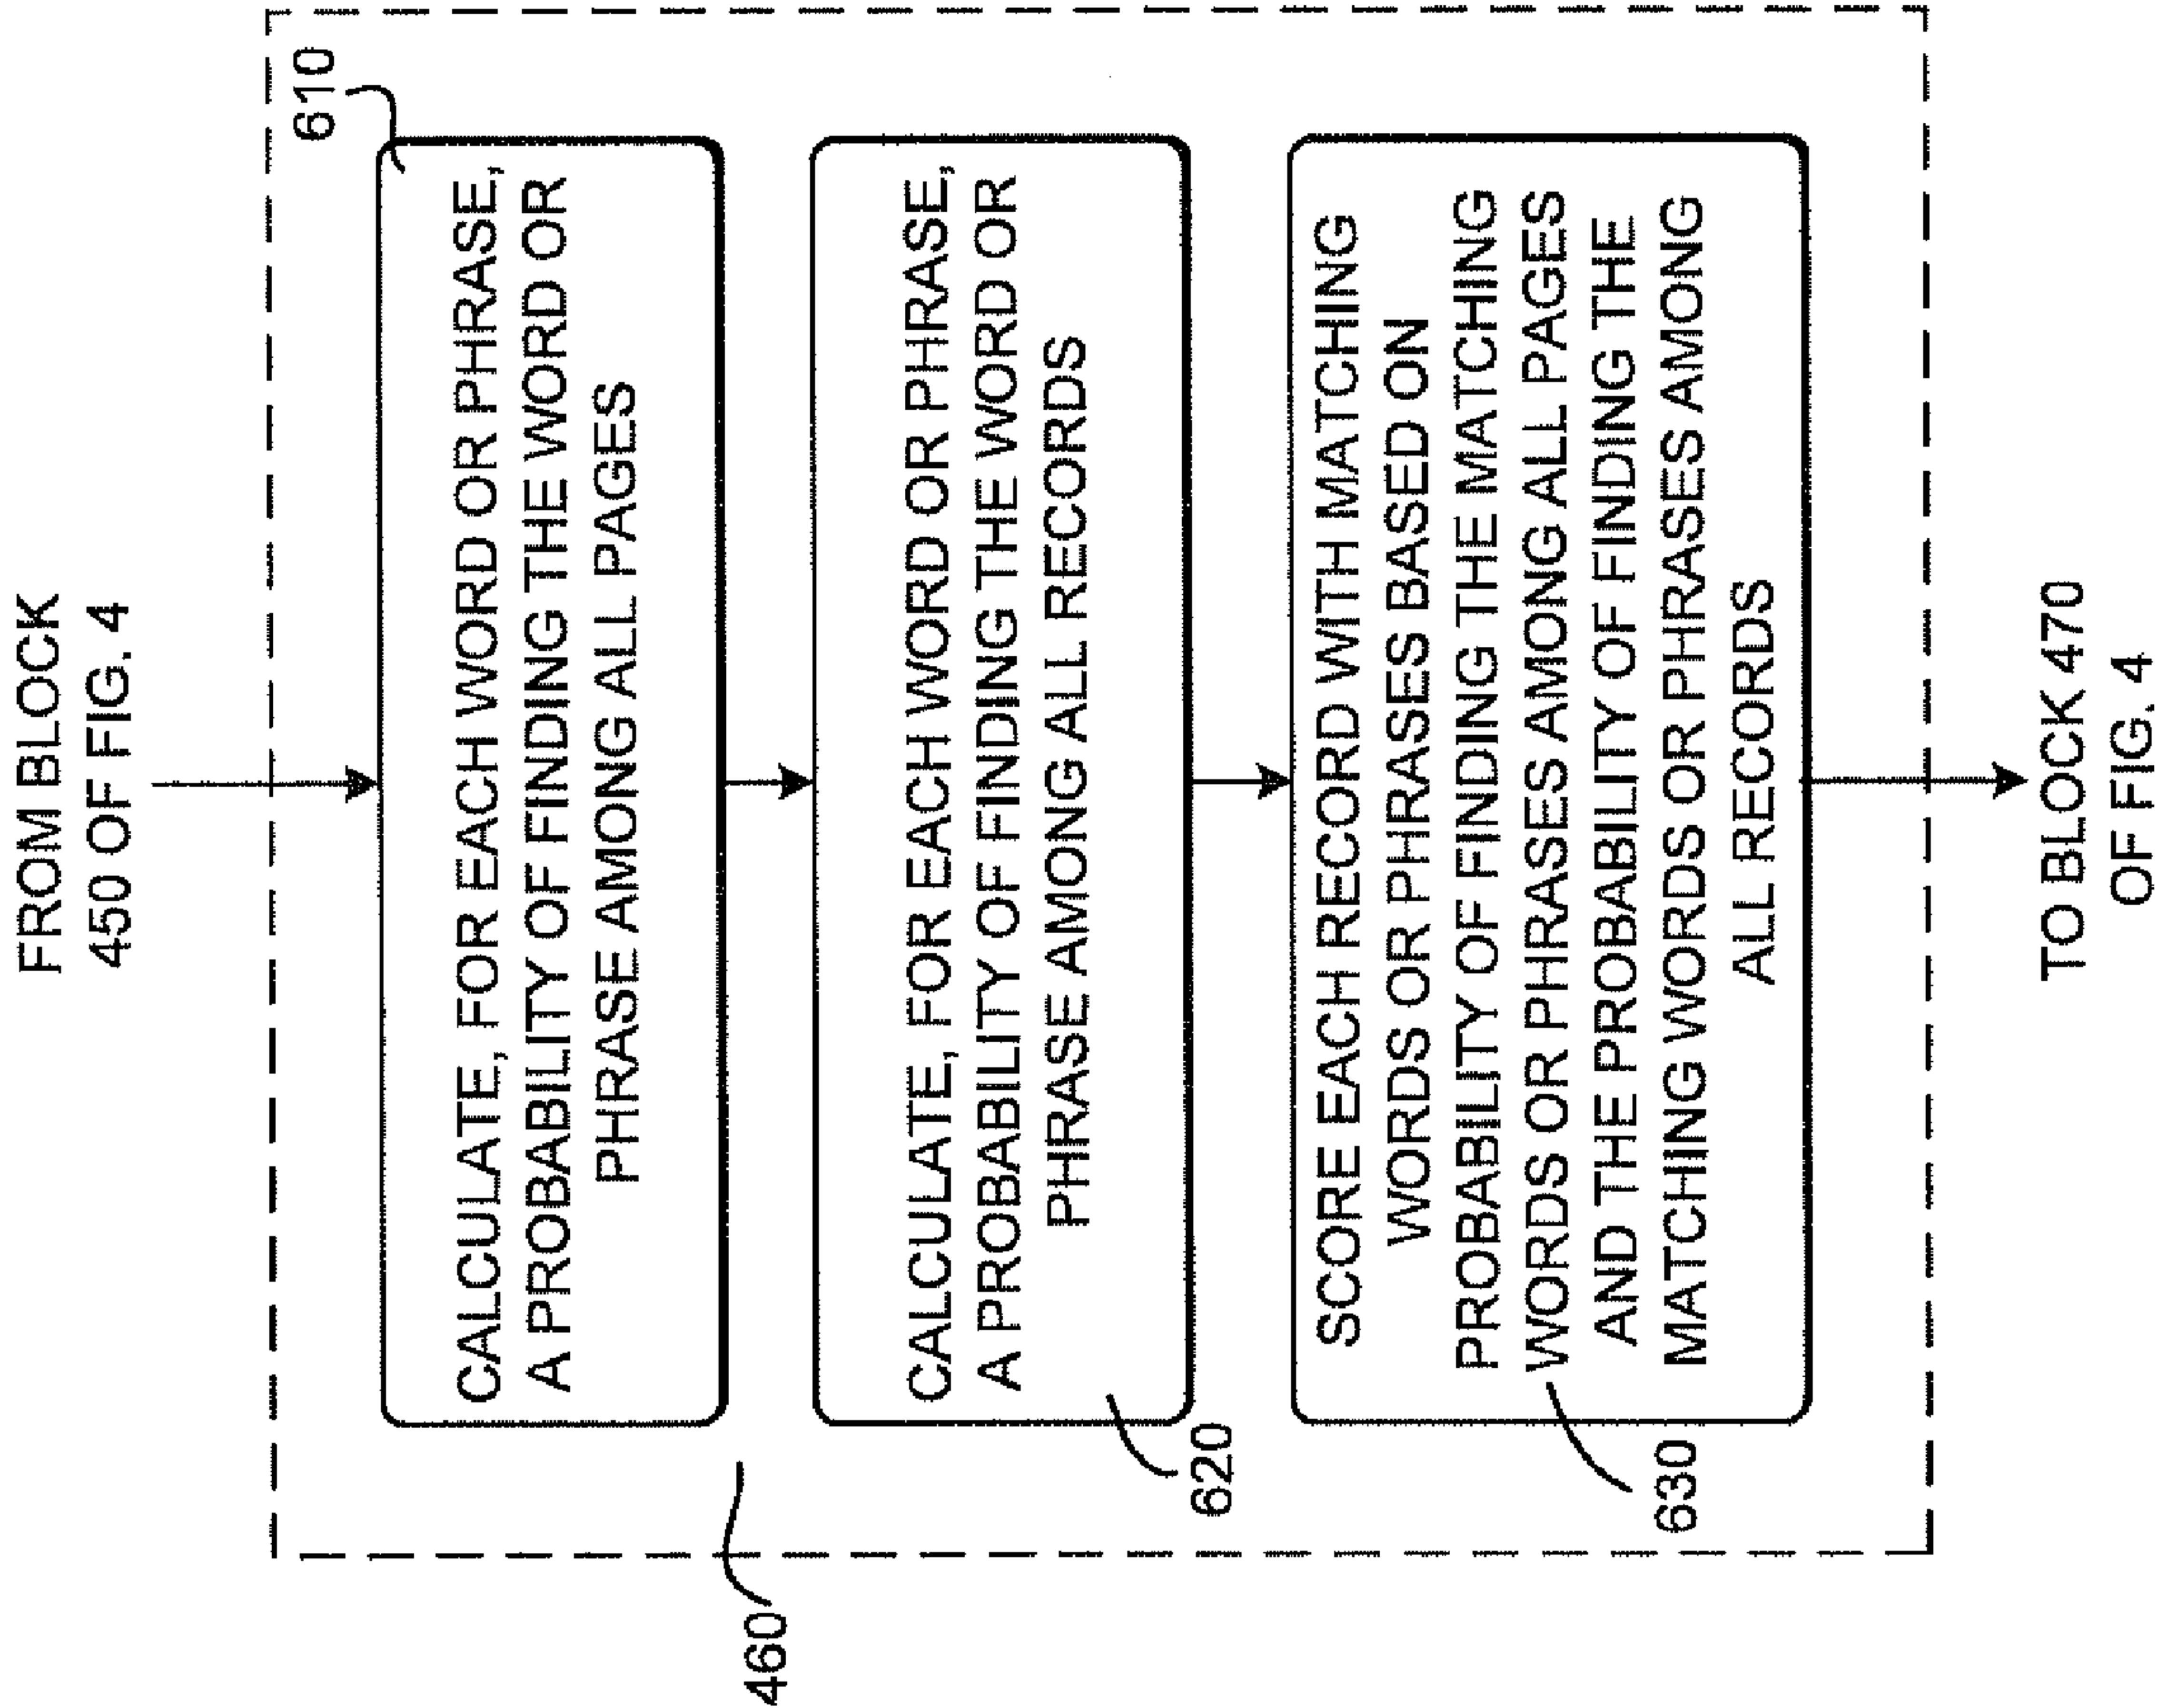 FROM BLOCK
450 OF FIG. 4
610
CALCULATE, FOR EACH WORD OR PHRASE,
A PROBABILITY OF FINDING THE WORD OR
PHRASE AMONG ALL PAGES
460
CALCULATE, FOR EACH WORD OR PHRASE,
A PROBABILITY OF FINDING THE WORD OR
PHRASE AMONG ALL RECORDS
620
SCORE EACH RECORD WITH MATCHING
WORDS OR PHRASES BASED ON
PROBABILITY OF FINDING THE MATCHING
WORDS OR PHRASES AMONG ALL PAGES
AND THE PROBABILITY OF FINDING THE
MATCHING WORDS OR PHRASES AMONG
ALL RECORDS
630
TO BLOCK 470
OF FIG. 4